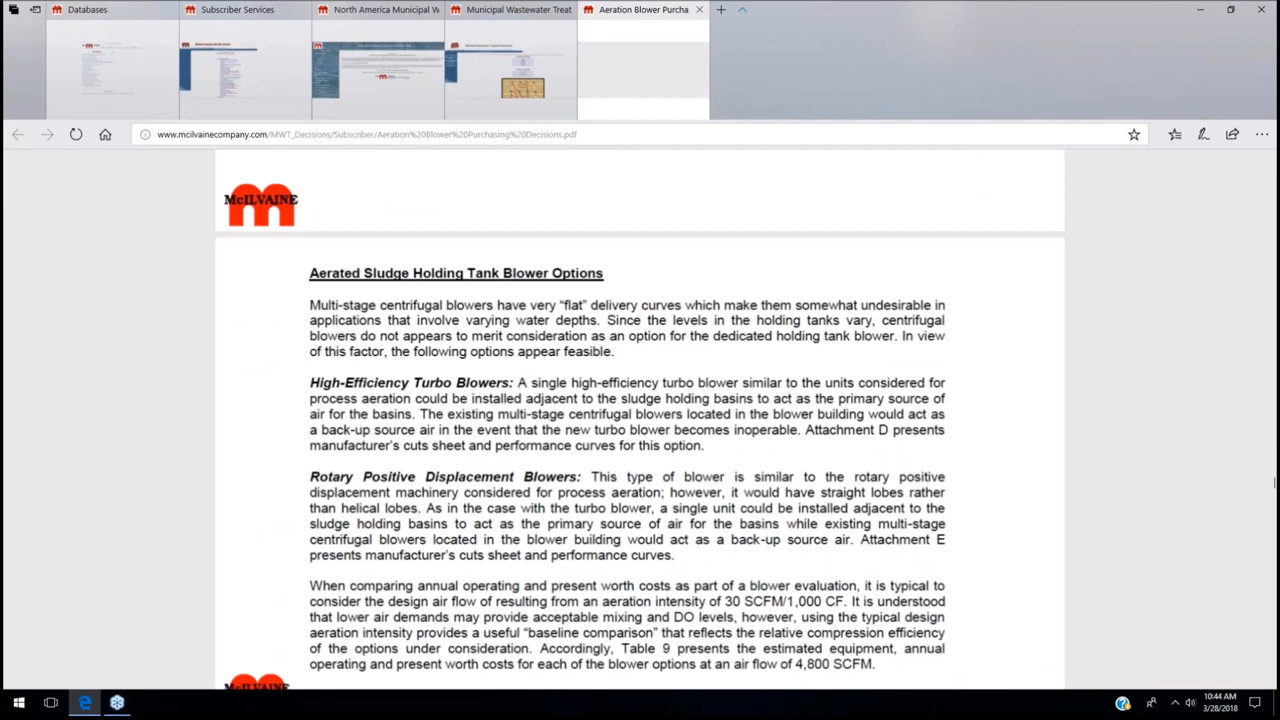 Databases
Subscriber Services
North America Municipal W
Municipal Wastewater Treat
Aeration Blower Purcha
www.mcilvainecompany.com/MWT_Decisions/Subscriber/Aeration%20Blower%20Purchasing%20Decisions.pdf
McILVAINE
Aerated Sludge Holding Tank Blower Options
Multi-stage centrifugal blowers have very “flat” delivery curves which make them somewhat undesirable in
applications that involve varying water depths. Since the levels in the holding tanks vary, centrifugal
blowers do not appears to merit consideration as an option for the dedicated holding tank blower. In view
of this factor, the following options appear feasible.
High-Efficiency Turbo Blowers: A single high-efficiency turbo blower similar to the units considered for
process aeration could be installed adjacent to the sludge holding basins to act as the primary source of
air for the basins. The existing multi-stage centrifugal blowers located in the blower building would act as
a back-up source air in the event that the new turbo blower becomes inoperable. Attachment D presents
manufacturer’s cuts sheet and performance curves for this option.
Rotary Positive Displacement Blowers: This type of blower is similar to the rotary positive
displacement machinery considered for process aeration; however, it would have straight lobes rather
than helical lobes. As in the case with the turbo blower, a single unit could be installed adjacent to the
sludge holding basins to act as the primary source of air for the basins while existing multi-stage
centrifugal blowers located in the blower building would act as a back-up source air. Attachment E
presents manufacturer’s cuts sheet and performance curves.
When comparing annual operating and present worth costs as part of a blower evaluation, it is typical to
consider the design air flow of resulting from an aeration intensity of 30 SCFM/1,000 CF. It is understood
that lower air demands may provide acceptable mixing and DO levels, however, using the typical design
aeration intensity provides a useful “baseline comparison” that reflects the relative compression efficiency
of the options under consideration. Accordingly, Table 9 presents the estimated equipment, annual
operating and present worth costs for each of the blower options at an air flow of 4,800 SCFM.
McILVAINE
10:44 AM
3/28/2018